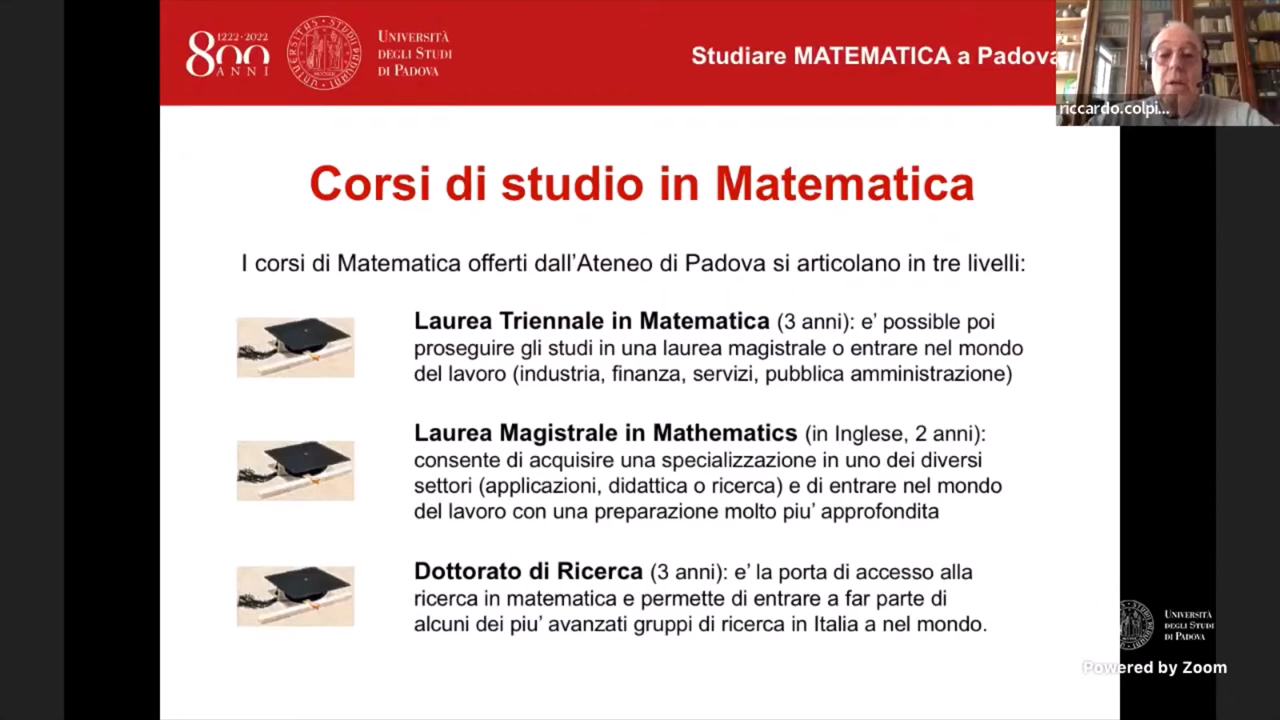 1222·2022
800
ANNI
UNIVERSITÀ
DEGLI STUDI
DI PADOVA
Studiare MATEMATICA a Padova
riccardo.colpi...
Corsi di studio in Matematica
I corsi di Matematica offerti dall'Ateneo di Padova si articolano in tre livelli:
Laurea Triennale in Matematica (3 anni): e' possible poi
proseguire gli studi in una laurea magistrale o entrare nel mondo
del lavoro (industria, finanza, servizi, pubblica amministrazione)
Laurea Magistrale in Mathematics (in Inglese, 2 anni):
consente di acquisire una specializzazione in uno dei diversi
settori (applicazioni, didattica o ricerca) e di entrare nel mondo
del lavoro con una preparazione molto piu' approfondita
Dottorato di Ricerca (3 anni): e' la porta di accesso alla
ricerca in matematica e permette di entrare a far parte di
alcuni dei piu' avanzati gruppi di ricerca in Italia a nel mondo.
UNIVERSITÀ
DEGLI STUDI
DI PADOVA
Powered by Zoom